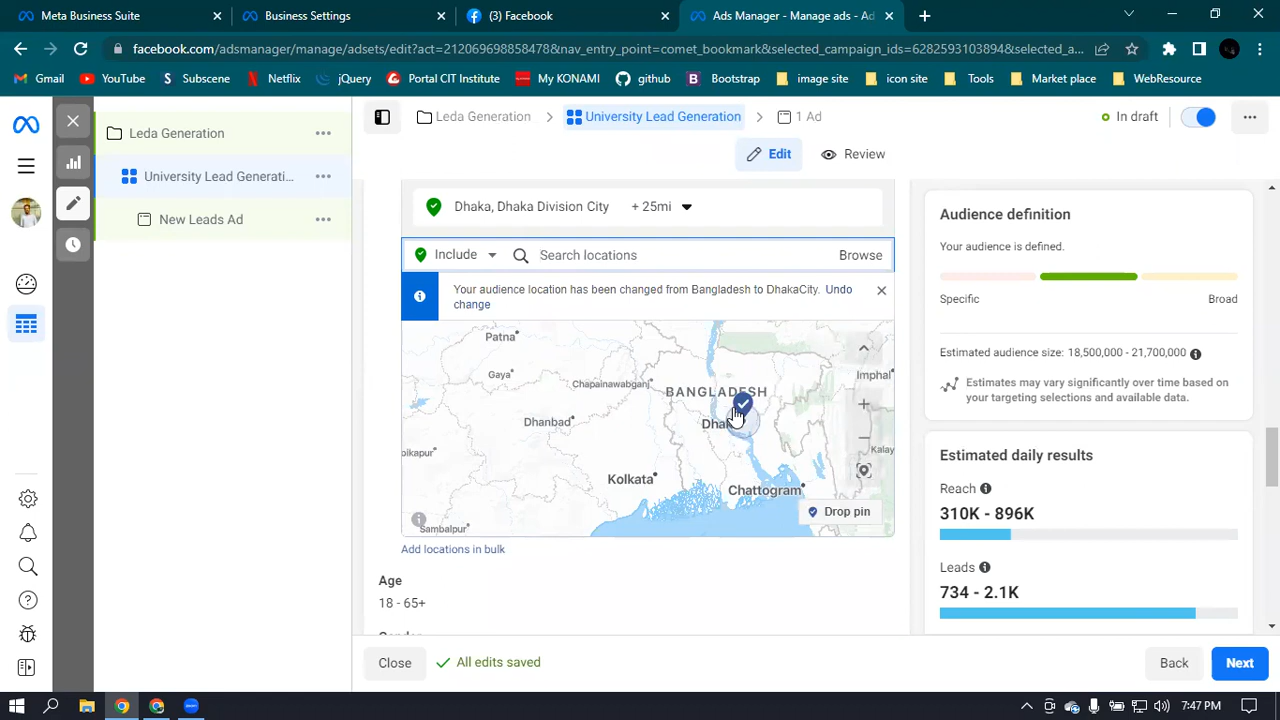 Meta Business Suite
Business Settings
(3) Facebook
Ads Manager - Manage ads - Ad
facebook.com/adsmanager/manage/adsets/edit?act=212069698858478&nav_entry_point=comet_bookmark&selected_campaign_ids=6282593103894&selected_a...
Gmail
YouTube
Subscene
Netflix
jQuery
Portal CIT Institute
My KONAMI
github
Bootstrap
image site
icon site
Tools
Market place
WebResource
Leda Generation
University Lead Generati...
New Leads Ad
Leda Generation
University Lead Generation
1 Ad
In draft
Edit
Review
Dhaka, Dhaka Division City + 25mi
Include
Search locations
Browse
Your audience location has been changed from Bangladesh to DhakaCity. Undo
change
Patna
Gaya
Chapainawabganj
BANGLADESH
Imphal
Dhanbad
Dha
pikapur
Kalay
Kolkata
Chattogram
Sambalpur
Drop pin
Add locations in bulk
Age
18 - 65+
Audience definition
Your audience is defined.
Specific
Broad
Estimated audience size: 18,500,000 - 21,700,000
Estimates may vary significantly over time based on
your targeting selections and available data.
Estimated daily results
Reach
310K - 896K
Leads
734 - 2.1K
Close
All edits saved
Back
Next
7:47 PM